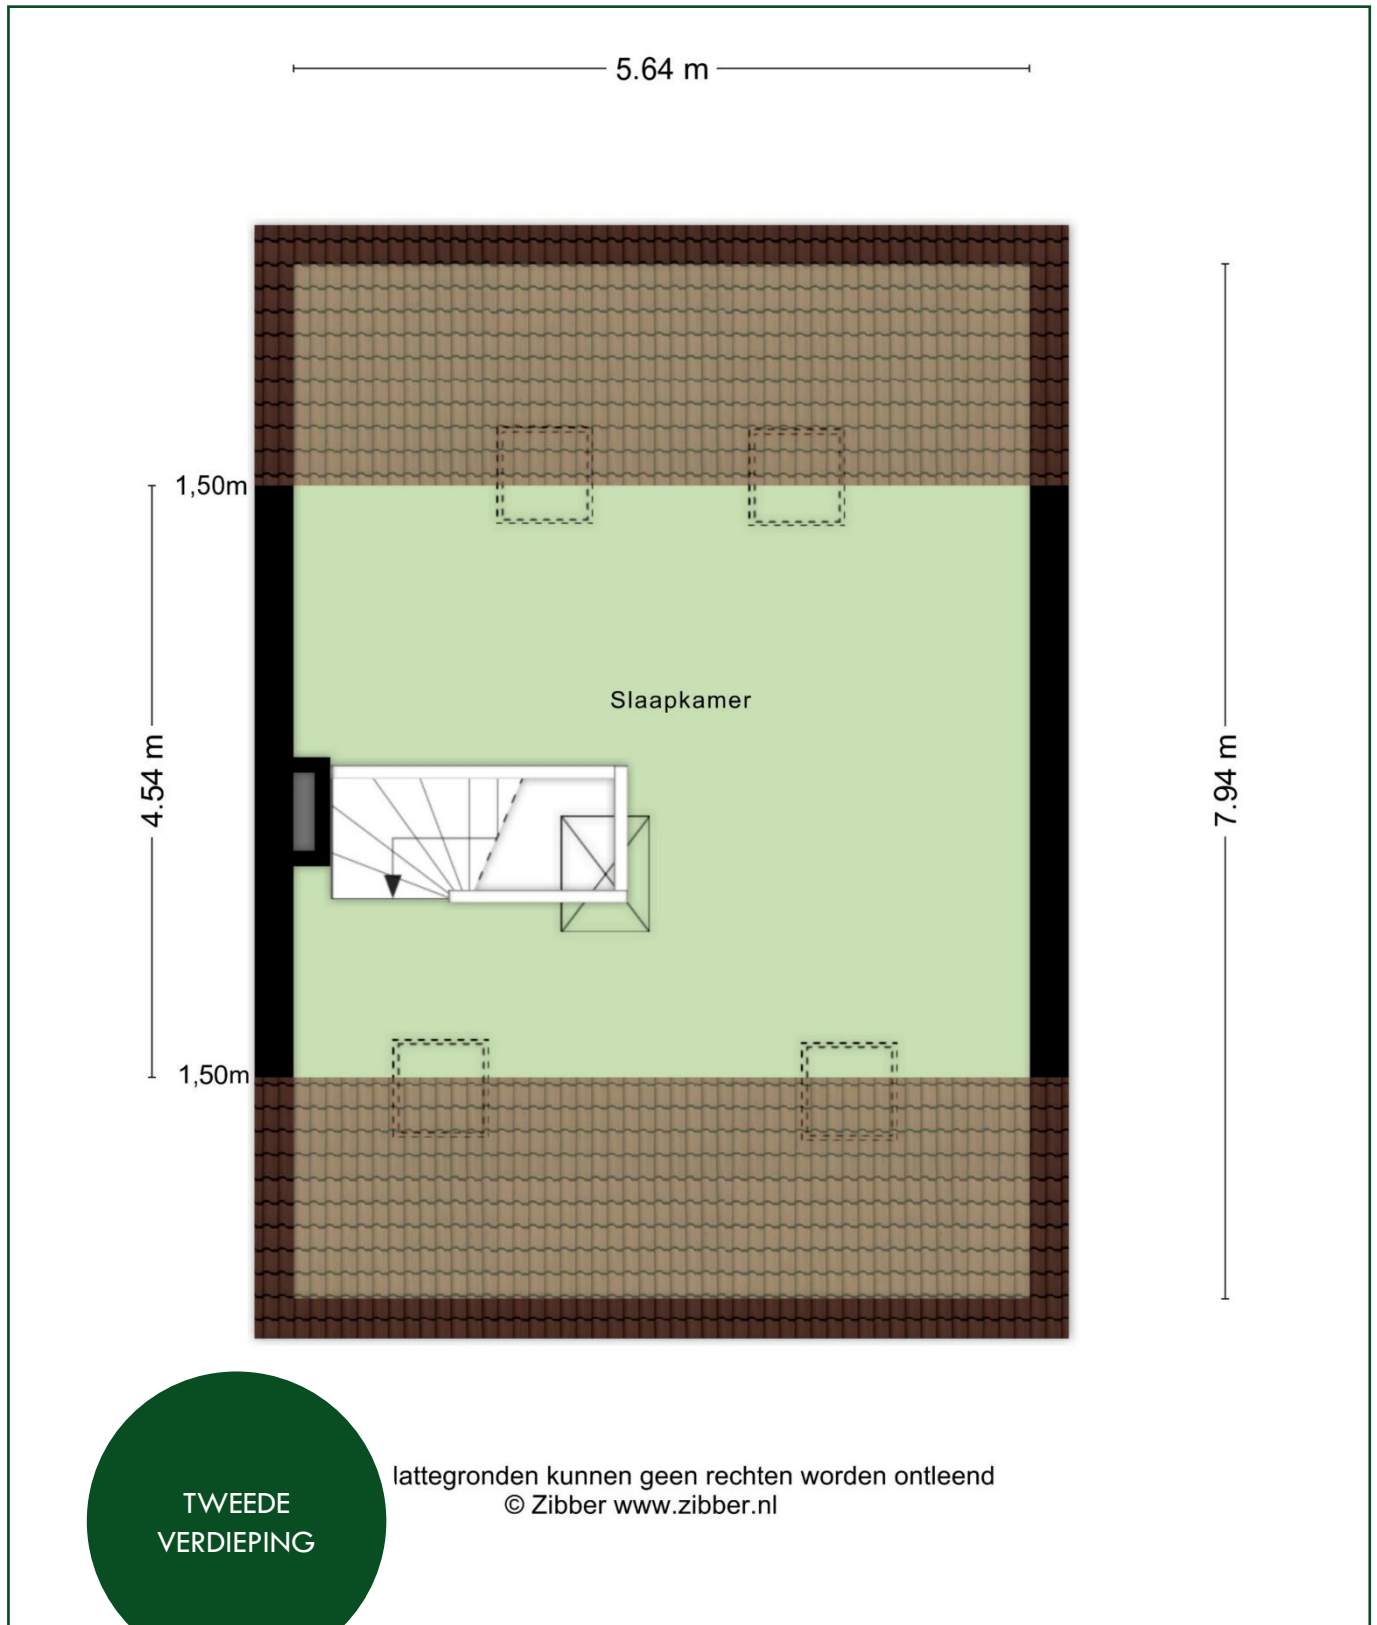 5.64 m
1,50m
Slaapkamer
4.54 m
7.94 m
1,50m
lattegronden kunnen geen rechten worden ontleend
© Zibber www.zibber.nl
TWEEDE
VERDIEPING